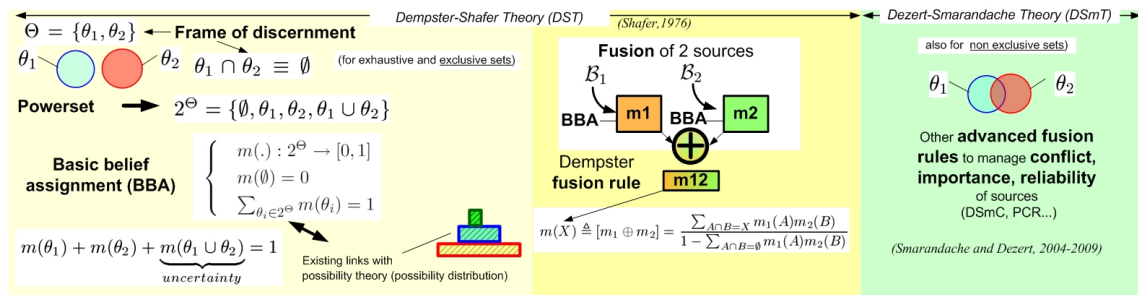 Dempster-Shafer Theory (DST)
(Shafer,1976)
Dezert-Smarandache Theory (DSmT)
Θ = {θ₁, θ₂}
Frame of discernment
θ₁
θ₂
θ₁ ∩ θ₂ ≡ ∅
(for exhaustive and exclusive sets)
Powerset
2^Θ = {∅, θ₁, θ₂, θ₁ ∪ θ₂}
Basic belief
assignment (BBA)
m(.) : 2^Θ → [0, 1]
m(∅) = 0
∑_{θᵢ∈2^Θ} m(θᵢ) = 1
m(θ₁) + m(θ₂) + m(θ₁ ∪ θ₂) = 1
uncertainty
Existing links with
possibility theory (possibility distribution)
Fusion of 2 sources
B₁
B₂
BBA
m1
BBA
m2
Dempster
fusion rule
m12
m(X) ≜ [m₁ ⊕ m₂] = ∑_{A∩B=X} m₁(A)m₂(B) / 1 − ∑_{A∩B=∅} m₁(A)m₂(B)
also for non exclusive sets)
θ₁
θ₂
Other advanced fusion
rules to manage conflict,
importance, reliability
of sources
(DSmC, PCR...)
(Smarandache and Dezert, 2004-2009)